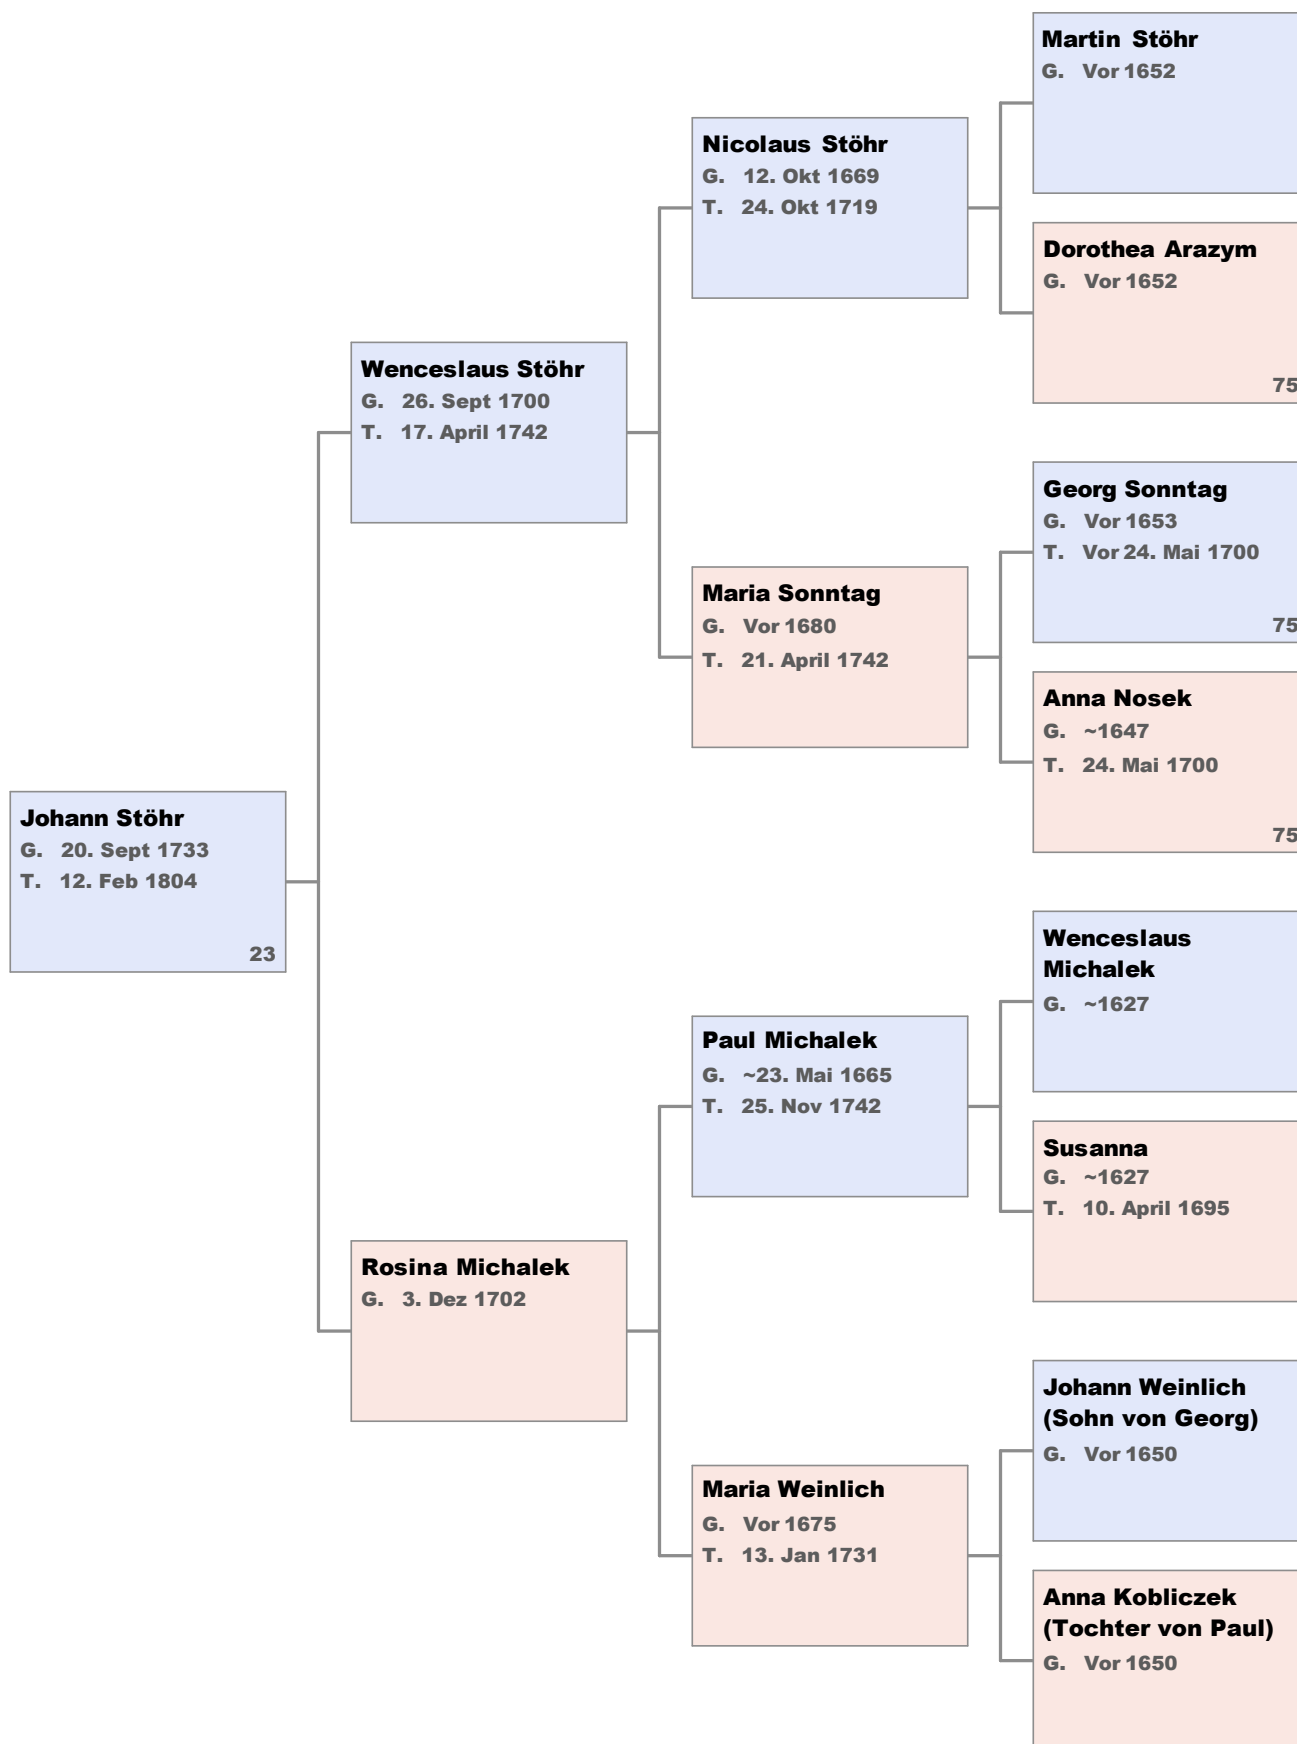 Martin Stöhr
G. Vor 1652
Nicolaus Stöhr
G. 12. Okt 1669
T. 24. Okt 1719
Dorothea Arazym
G. Vor 1652
75
Wenceslaus Stöhr
G. 26. Sept 1700
T. 17. April 1742
Georg Sonntag
G. Vor 1653
T. Vor 24. Mai 1700
75
Maria Sonntag
G. Vor 1680
T. 21. April 1742
Anna Nosek
G. ~1647
T. 24. Mai 1700
75
Johann Stöhr
G. 20. Sept 1733
T. 12. Feb 1804
23
Wenceslaus
Michalek
G. ~1627
Paul Michalek
G. ~23. Mai 1665
T. 25. Nov 1742
Susanna
G. ~1627
T. 10. April 1695
Rosina Michalek
G. 3. Dez 1702
Johann Weinlich
(Sohn von Georg)
G. Vor 1650
Maria Weinlich
G. Vor 1675
T. 13. Jan 1731
Anna Kobliczek
(Tochter von Paul)
G. Vor 1650